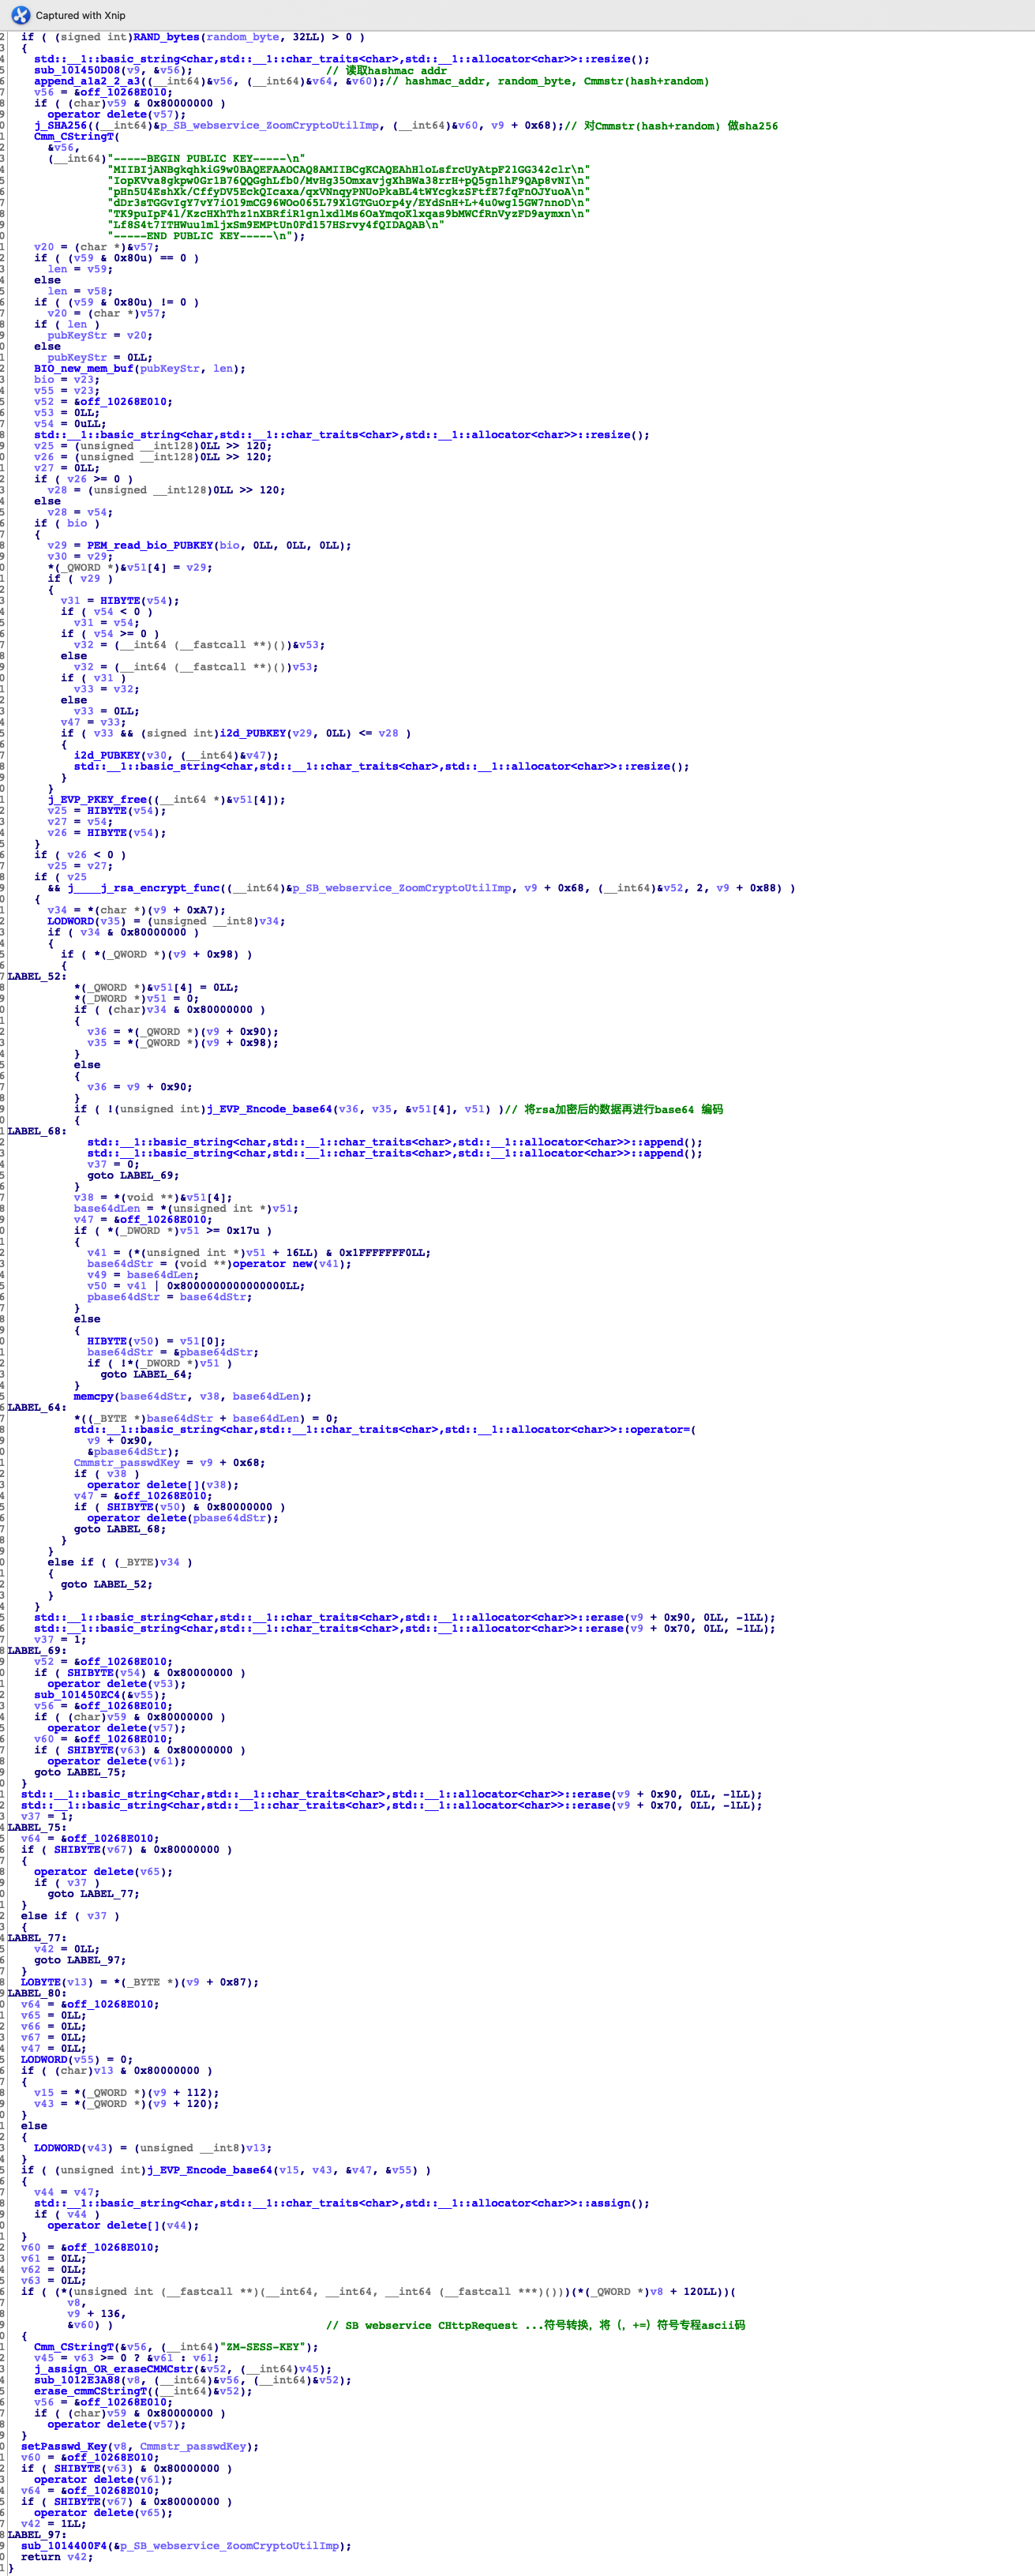 Captured with Xnip
if ( (signed int)RAND_bytes(random_byte, 32LL) > 0 )
{
std::__1::basic_string<char,std::__1::char_traits<char>,std::__1::allocator<char>>::resize();
sub_101450D08(v9, &v56); // 读取hashmac addr
append_a1a2_2_a3((__int64)&v56, (__int64)&v64, &v60);// hashmac_addr, random_byte, Cmmstr(hash+random)
v56 = &off_10268E010;
if ( (char)v59 & 0x80000000 )
operator delete(v57);
j_SHA256((__int64)&p_SB_webservice_ZoomCryptoUtilImp, (__int64)&v60, v9 + 0x68);// 对Cmmstr(hash+random) 做sha256
Cmm_CStringT(
&v56,
(__int64)"-----BEGIN PUBLIC KEY-----\n"
"MIIBIjANBgkqhkiG9w0BAQEFAAOCAQ8AMIIBCgKCAQEAhHloLsfrcUyAtpF21GG342clr\n"
"IopKVva8gkpw0Gr1B76QQGghLfb0/MvHg35OmxavjgXhBWa38rrH+pQ5gn1hF9QAp8vNI\n"
"pHn5U4EshXk/CffyDV5EckQIcaxa/qxVNnqyPNUoPkaBL4tWYcgkzSFtfE7fqFnOJYuoA\n"
"dDr3sTGGvIgY7vY7iO19mCG96WOo065L79XlGTGuOrp4y/EYdSnH+L+4u0wg15GW7nnoD\n"
"TK9puIpF4l/KzcHXhThz1nXBRfiR1gn1xdlMs6OaYmqoKlxqas9bMWCfRnVyzFD9aymxn\n"
"Lf8S4t7ITHWuu1mljxSm9EMPtUn0Fd157HSrvy4fQIDAQAB\n"
"-----END PUBLIC KEY-----\n");
v20 = (char *)&v57;
if ( (v59 & 0x80u) == 0 )
len = v59;
else
len = v58;
if ( (v59 & 0x80u) != 0 )
v20 = (char *)v57;
if ( len )
pubKeyStr = v20;
else
pubKeyStr = 0LL;
BIO_new_mem_buf(pubKeyStr, len);
bio = v23;
v55 = v23;
v52 = &off_10268E010;
v53 = 0LL;
v54 = 0uLL;
std::__1::basic_string<char,std::__1::char_traits<char>,std::__1::allocator<char>>::resize();
v25 = (unsigned __int128)0LL >> 120;
v26 = (unsigned __int128)0LL >> 120;
v27 = 0LL;
if ( v26 >= 0 )
v28 = (unsigned __int128)0LL >> 120;
else
v28 = v54;
if ( bio )
{
v29 = PEM_read_bio_PUBKEY(bio, 0LL, 0LL, 0LL);
v30 = v29;
*(_QWORD *)&v51[4] = v29;
if ( v29 )
{
v31 = HIBYTE(v54);
if ( v54 < 0 )
v31 = v54;
if ( v54 >= 0 )
v32 = (__int64 (__fastcall **)())&v53;
else
v32 = (__int64 (__fastcall **)())v53;
if ( v31 )
v33 = v32;
else
v33 = 0LL;
v47 = v33;
if ( v33 && (signed int)i2d_PUBKEY(v29, 0LL) <= v28 )
{
i2d_PUBKEY(v30, (__int64)&v47);
std::__1::basic_string<char,std::__1::char_traits<char>,std::__1::allocator<char>>::resize();
}
}
j_EVP_PKEY_free((__int64 *)&v51[4]);
v25 = HIBYTE(v54);
v27 = v54;
v26 = HIBYTE(v54);
}
if ( v26 < 0 )
v25 = v27;
if ( v25
&& j____j_rsa_encrypt_func((__int64)&p_SB_webservice_ZoomCryptoUtilImp, v9 + 0x68, (__int64)&v52, 2, v9 + 0x88) )
{
v34 = *(char *)(v9 + 0xA7);
LODWORD(v35) = (unsigned __int8)v34;
if ( v34 & 0x80000000 )
{
if ( *(_QWORD *)(v9 + 0x98) )
{
LABEL_52:
*(_QWORD *)&v51[4] = 0LL;
*(_DWORD *)v51 = 0;
if ( (char)v34 & 0x80000000 )
{
v36 = *(_QWORD *)(v9 + 0x90);
v35 = *(_QWORD *)(v9 + 0x98);
}
else
{
v36 = v9 + 0x90;
}
if ( !(unsigned int)j_EVP_Encode_base64(v36, v35, &v51[4], v51) )// 将rsa加密后的数据再进行base64 编码
{
LABEL_68:
std::__1::basic_string<char,std::__1::char_traits<char>,std::__1::allocator<char>>::append();
std::__1::basic_string<char,std::__1::char_traits<char>,std::__1::allocator<char>>::append();
v37 = 0;
goto LABEL_69;
}
v38 = *(void **)&v51[4];
base64dLen = *(unsigned int *)v51;
v47 = &off_10268E010;
if ( *(_DWORD *)v51 >= 0x17u )
{
v41 = (*(unsigned int *)v51 + 16LL) & 0x1FFFFFFF0LL;
base64dStr = (void **)operator new(v41);
v49 = base64dLen;
v50 = v41 | 0x8000000000000000LL;
pbase64dStr = base64dStr;
}
else
{
HIBYTE(v50) = v51[0];
base64dStr = &pbase64dStr;
if ( !*(_DWORD *)v51 )
goto LABEL_64;
}
memcpy(base64dStr, v38, base64dLen);
LABEL_64:
*((_BYTE *)base64dStr + base64dLen) = 0;
std::__1::basic_string<char,std::__1::char_traits<char>,std::__1::allocator<char>>::operator=(
v9 + 0x90,
&pbase64dStr);
Cmmstr_passwdKey = v9 + 0x68;
if ( v38 )
operator delete[](v38);
v47 = &off_10268E010;
if ( SHIBYTE(v50) & 0x80000000 )
operator delete(pbase64dStr);
goto LABEL_68;
}
}
else if ( (_BYTE)v34 )
{
goto LABEL_52;
}
}
std::__1::basic_string<char,std::__1::char_traits<char>,std::__1::allocator<char>>::erase(v9 + 0x90, 0LL, -1LL);
std::__1::basic_string<char,std::__1::char_traits<char>,std::__1::allocator<char>>::erase(v9 + 0x70, 0LL, -1LL);
v37 = 1;
LABEL_69:
v52 = &off_10268E010;
if ( SHIBYTE(v54) & 0x80000000 )
operator delete(v53);
sub_101450EC4(&v55);
v56 = &off_10268E010;
if ( (char)v59 & 0x80000000 )
operator delete(v57);
v60 = &off_10268E010;
if ( SHIBYTE(v63) & 0x80000000 )
operator delete(v61);
goto LABEL_75;
}
std::__1::basic_string<char,std::__1::char_traits<char>,std::__1::allocator<char>>::erase(v9 + 0x90, 0LL, -1LL);
std::__1::basic_string<char,std::__1::char_traits<char>,std::__1::allocator<char>>::erase(v9 + 0x70, 0LL, -1LL);
v37 = 1;
LABEL_75:
v64 = &off_10268E010;
if ( SHIBYTE(v67) & 0x80000000 )
{
operator delete(v65);
if ( v37 )
goto LABEL_77;
}
else if ( v37 )
{
LABEL_77:
v42 = 0LL;
goto LABEL_97;
}
LOBYTE(v13) = *(_BYTE *)(v9 + 0x87);
LABEL_80:
v64 = &off_10268E010;
v65 = 0LL;
v66 = 0LL;
v67 = 0LL;
v47 = 0LL;
LODWORD(v55) = 0;
if ( (char)v13 & 0x80000000 )
{
v15 = *(_QWORD *)(v9 + 112);
v43 = *(_QWORD *)(v9 + 120);
}
else
{
LODWORD(v43) = (unsigned __int8)v13;
}
if ( (unsigned int)j_EVP_Encode_base64(v15, v43, &v47, &v55) )
{
v44 = v47;
std::__1::basic_string<char,std::__1::char_traits<char>,std::__1::allocator<char>>::assign();
if ( v44 )
operator delete[](v44);
}
v60 = &off_10268E010;
v61 = 0LL;
v62 = 0LL;
v63 = 0LL;
if ( (*(unsigned int (__fastcall **)(__int64, __int64, __int64 (__fastcall ***)()))(*(_QWORD *)v8 + 120LL))(
v8,
v9 + 136,
&v60) ) // SB webservice CHttpRequest ...符号转换，将（，+=）符号专程ascii码
{
Cmm_CStringT(&v56, (__int64)"ZM-SESS-KEY");
v45 = v63 >= 0 ? &v61 : v61;
j_assign_OR_eraseCMMCstr(&v52, (__int64)v45);
sub_1012E3A88(v8, (__int64)&v56, (__int64)&v52);
erase_cmmCStringT((__int64)&v52);
v56 = &off_10268E010;
if ( (char)v59 & 0x80000000 )
operator delete(v57);
}
setPasswd_Key(v8, Cmmstr_passwdKey);
v60 = &off_10268E010;
if ( SHIBYTE(v63) & 0x80000000 )
operator delete(v61);
v64 = &off_10268E010;
if ( SHIBYTE(v67) & 0x80000000 )
operator delete(v65);
v42 = 1LL;
LABEL_97:
sub_1014400F4(&p_SB_webservice_ZoomCryptoUtilImp);
return v42;
}